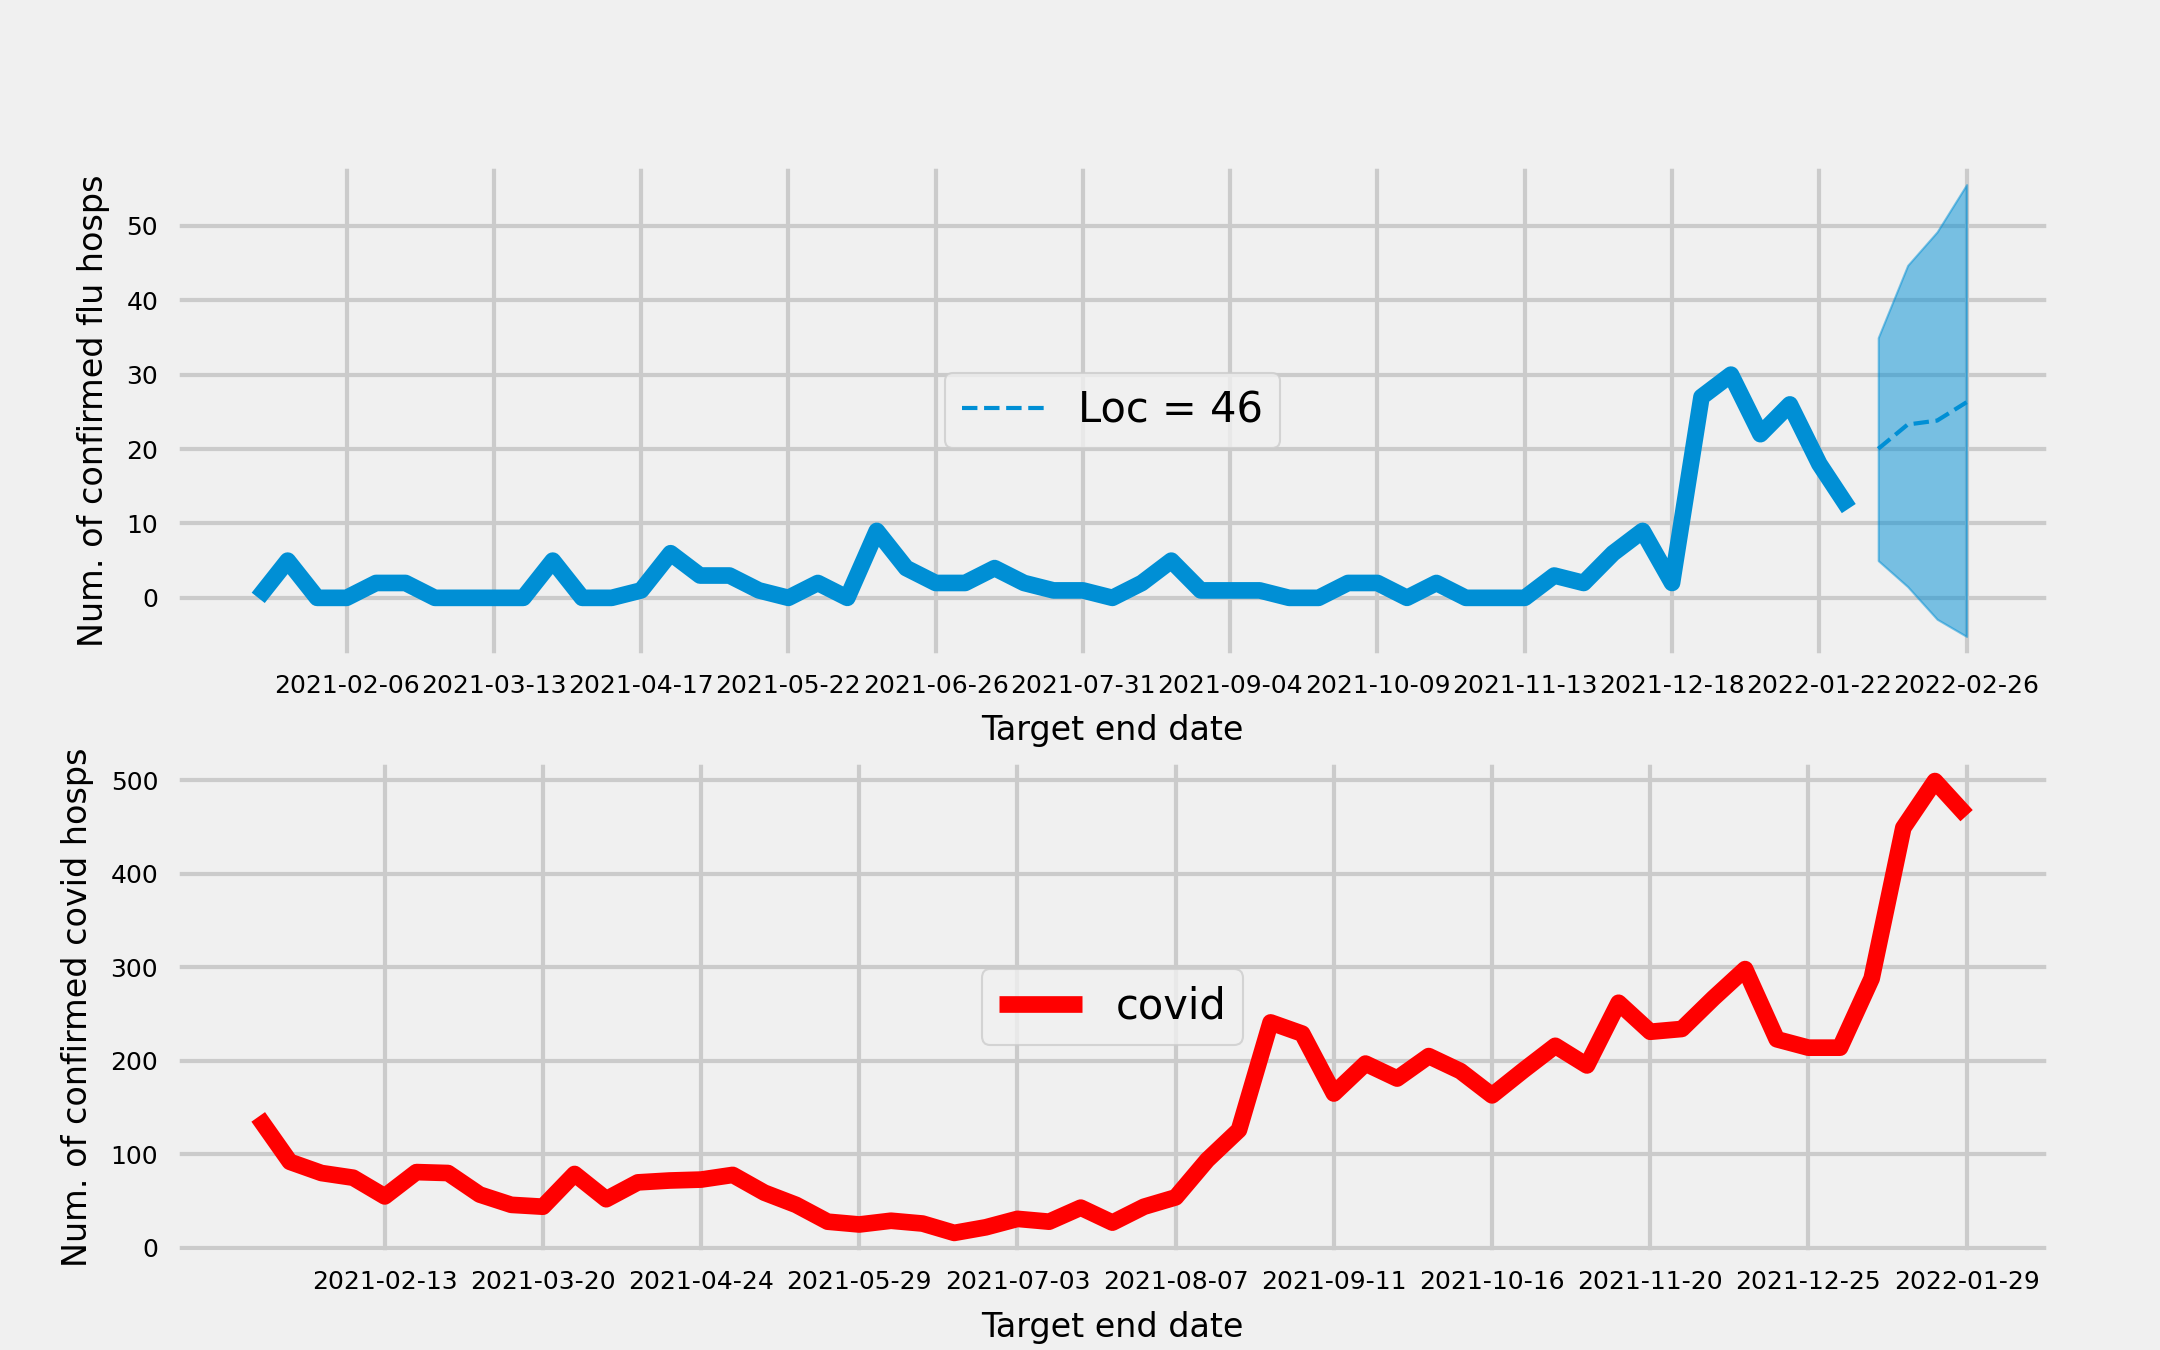 Num. of confirmed flu hosps
50
40
30
20
10
0
Loc = 46
2021-02-06 2021-03-13 2021-04-17 2021-05-22 2021-06-26 2021-07-31 2021-09-04 2021-10-09 2021-11-13 2021-12-18 2022-01-22 2022-02-26
Target end date
Num. of confirmed covid hosps
500
400
300
200
100
0
covid
2021-02-13 2021-03-20 2021-04-24 2021-05-29 2021-07-03 2021-08-07 2021-09-11 2021-10-16 2021-11-20 2021-12-25 2022-01-29
Target end date